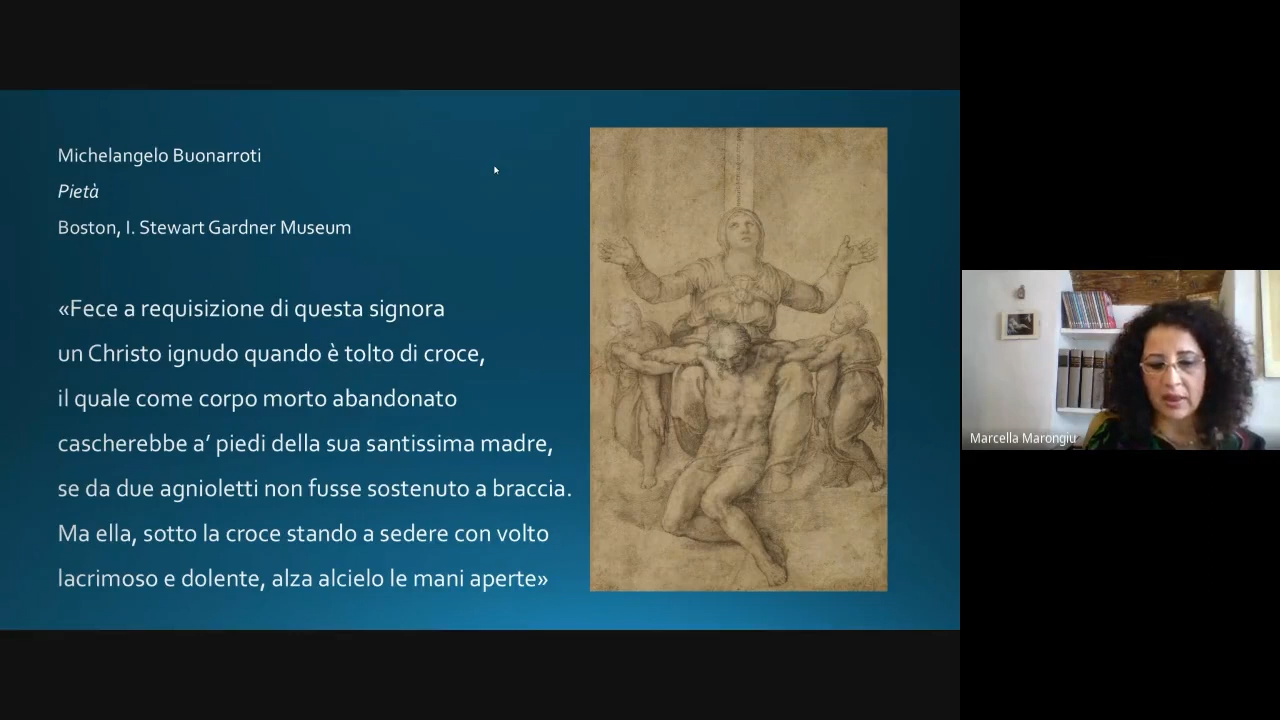 Michelangelo Buonarroti
Pietà
Boston, I. Stewart Gardner Museum
«Fece a requisizione di questa signora
un Christo ignudo quando è tolto di croce,
il quale come corpo morto abandonato
cascherebbe a’ piedi della sua santissima madre,
se da due agnioletti non fusse sostenuto a braccia.
Ma ella, sotto la croce stando a sedere con volto
lacrimoso e dolente, alza alcielo le mani aperte»
Marcella Marongiu